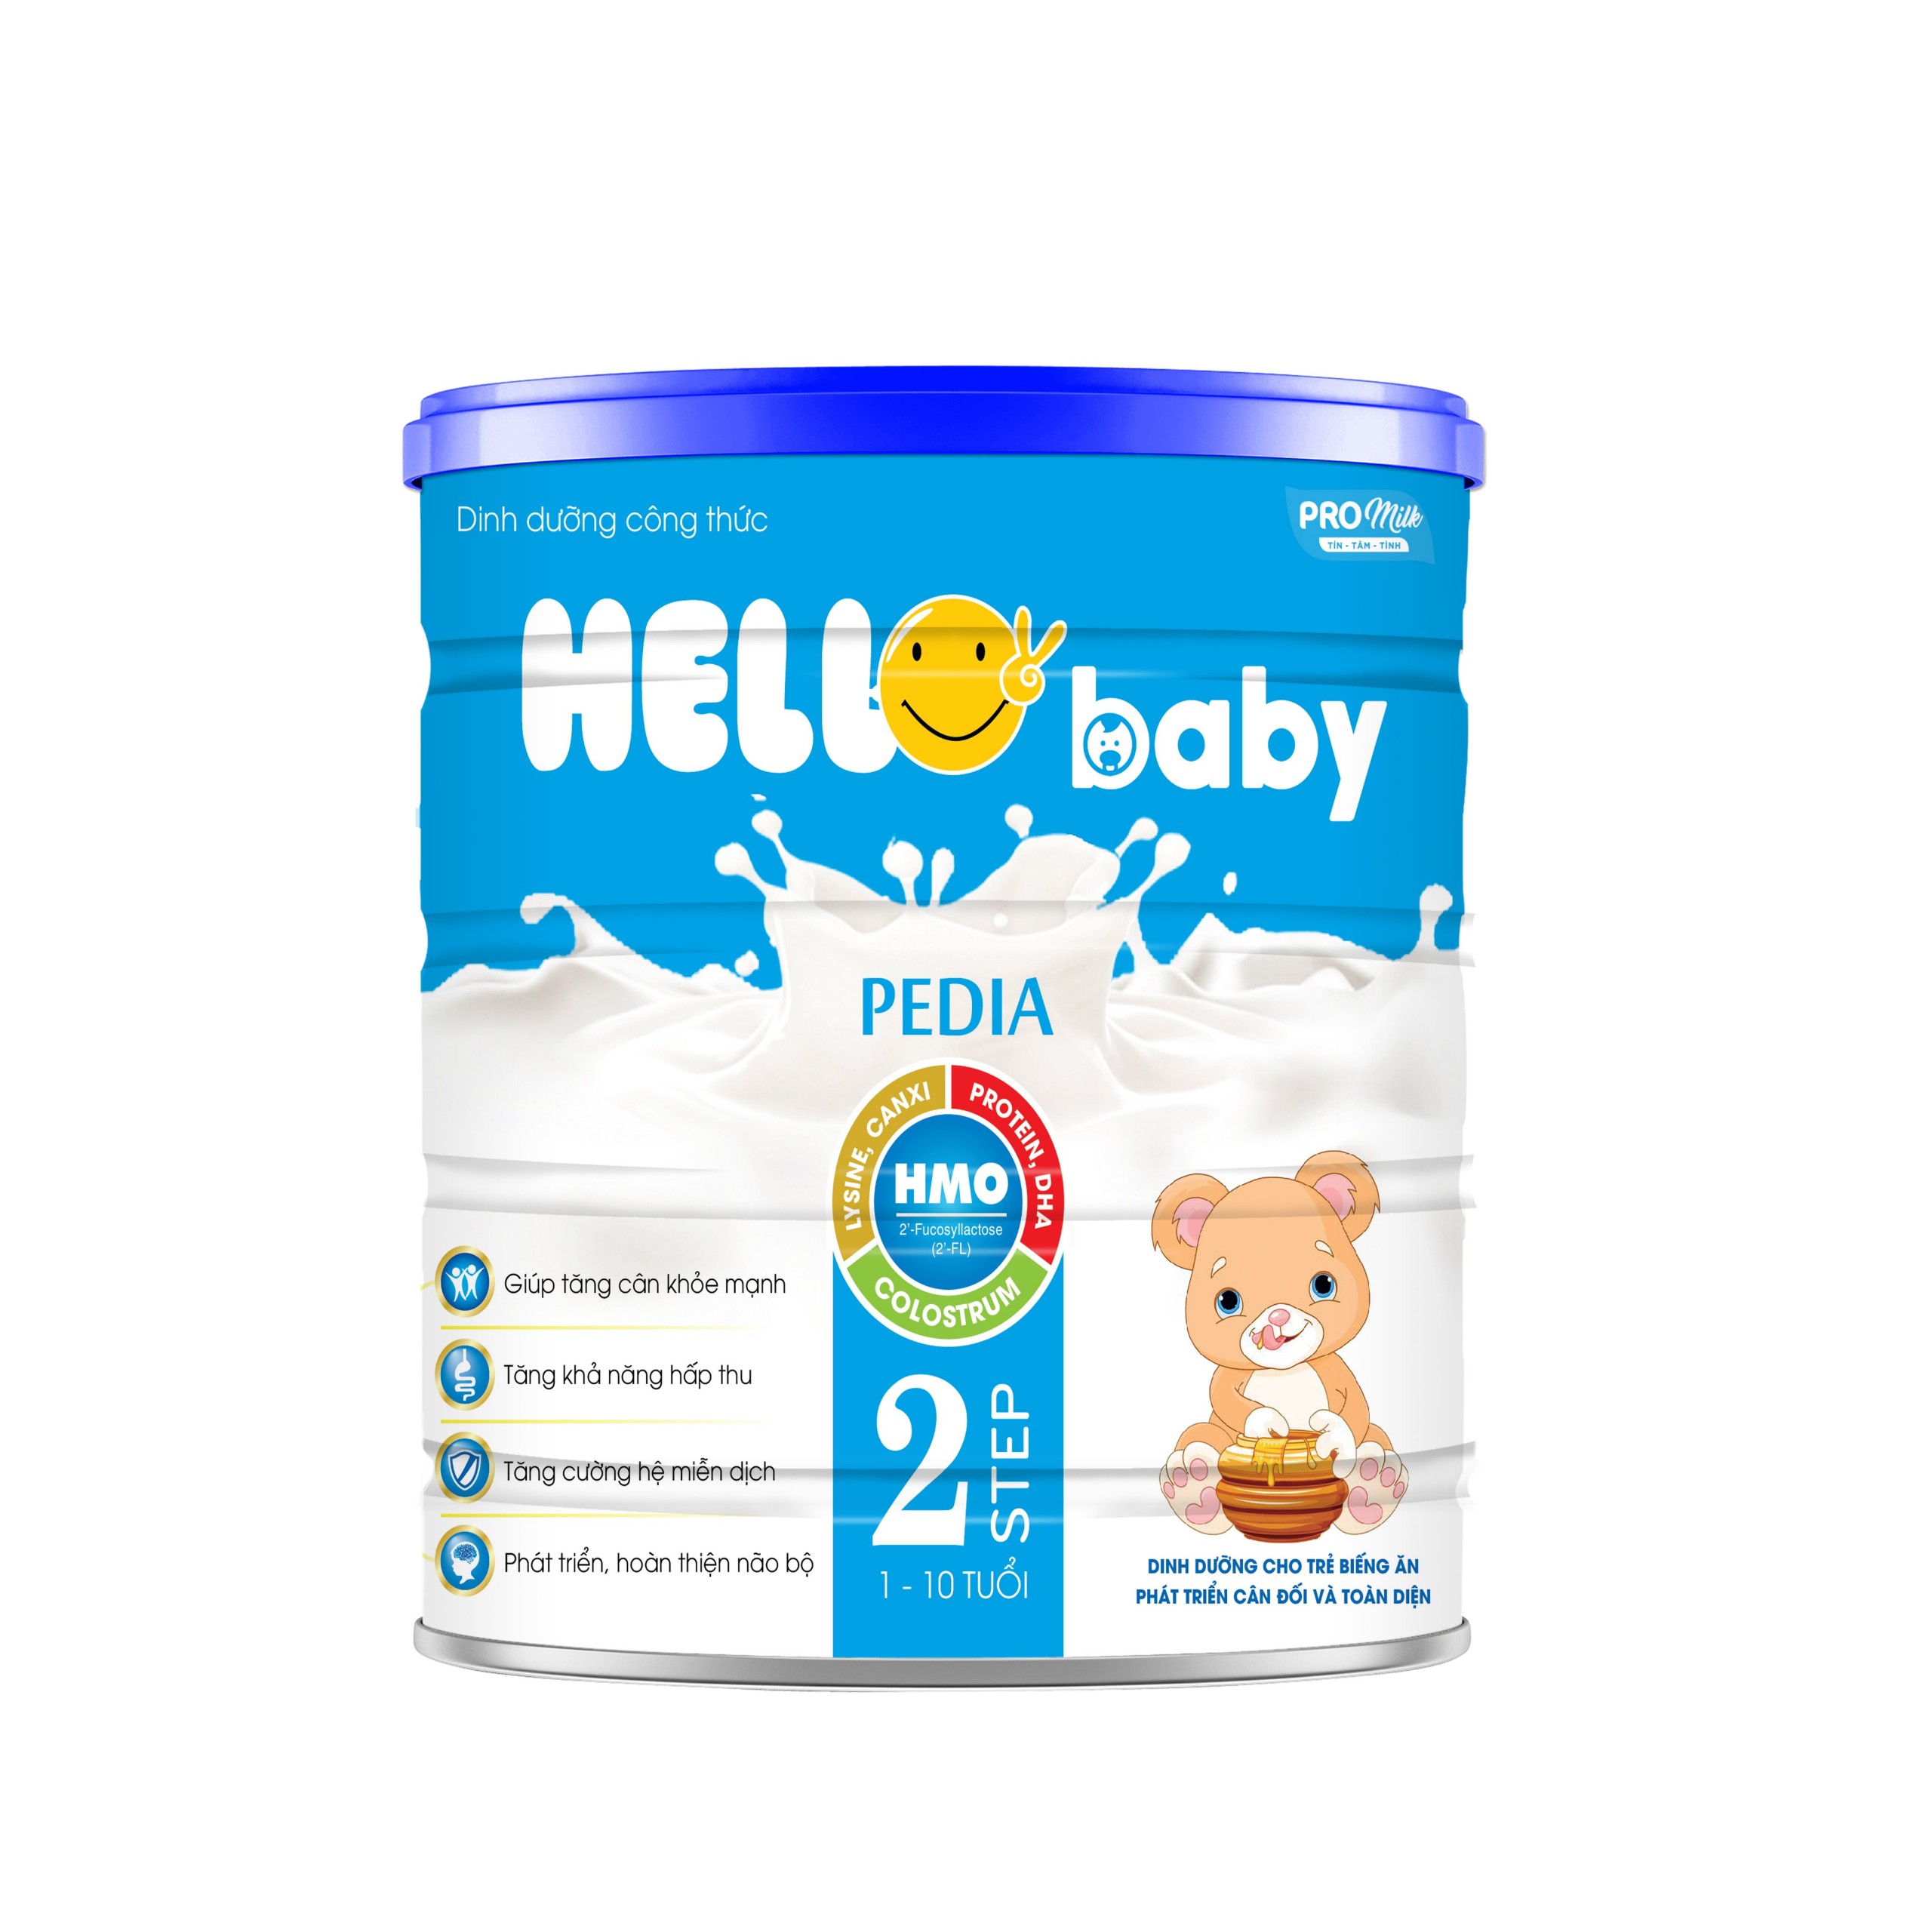 Dinh dưỡng công thức
PRO Milk
TÍN - TÂM - TÌNH
HELLO baby
PEDIA
LYSINE, CANXI
PROTEIN, DHA
HMO
2'-Fucosyllactose
(2'-FL)
COLOSTRUM
Giúp tăng cân khỏe mạnh
Tăng khả năng hấp thu
Tăng cường hệ miễn dịch
Phát triển, hoàn thiện não bộ
2 STEP
1 - 10 TUỔI
DINH DƯỠNG CHO TRẺ BIẾNG ĂN
PHÁT TRIỂN CÂN ĐỐI VÀ TOÀN DIỆN